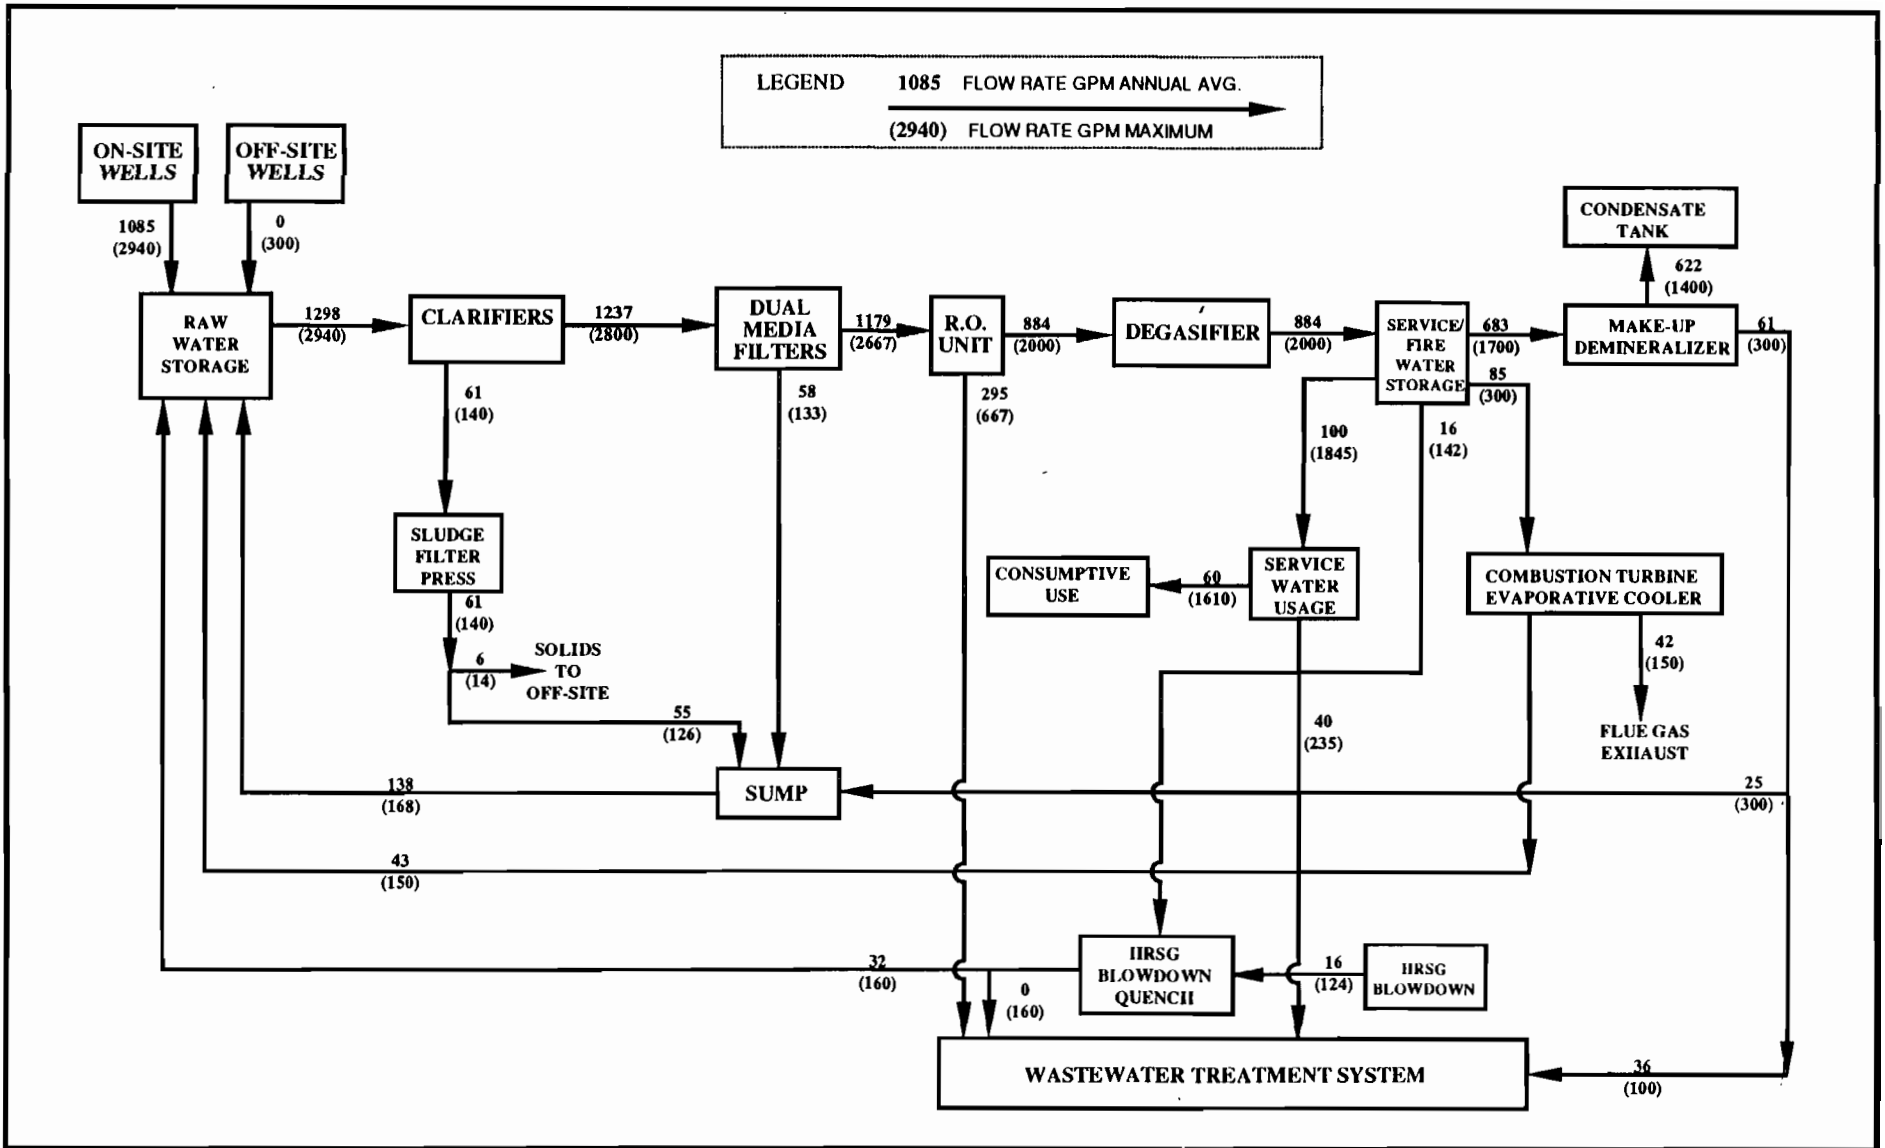 LEGEND 1085 FLOW RATE GPM ANNUAL AVG.
(2940) FLOW RATE GPM MAXIMUM
ON-SITE
WELLS
OFF-SITE
WELLS
1085
(2940)
0
(300)
RAW
WATER
STORAGE
1298
(2940)
CLARIFIERS
1237
(2800)
DUAL
MEDIA
FILTERS
1179
(2667)
R.O.
UNIT
884
(2000)
DEGASIFIER
884
(2000)
SERVICE/
FIRE
WATER
STORAGE
683
(1700)
MAKE-UP
DEMINERALIZER
CONDENSATE
TANK
622
(1400)
61
(300)
85
(300)
61
(140)
58
(133)
295
(667)
100
(1845)
16
(142)
SLUDGE
FILTER
PRESS
61
(140)
6
(14)
SOLIDS
TO
OFF-SITE
55
(126)
CONSUMPTIVE
USE
60
(1610)
SERVICE
WATER
USAGE
COMBUSTION TURBINE
EVAPORATIVE COOLER
42
(150)
FLUE GAS
EXHAUST
40
(235)
138
(168)
SUMP
25
(300)
43
(150)
32
(160)
0
(160)
HRSG
BLOWDOWN
QUENCH
16
(124)
HRSG
BLOWDOWN
WASTEWATER TREATMENT SYSTEM
36
(100)